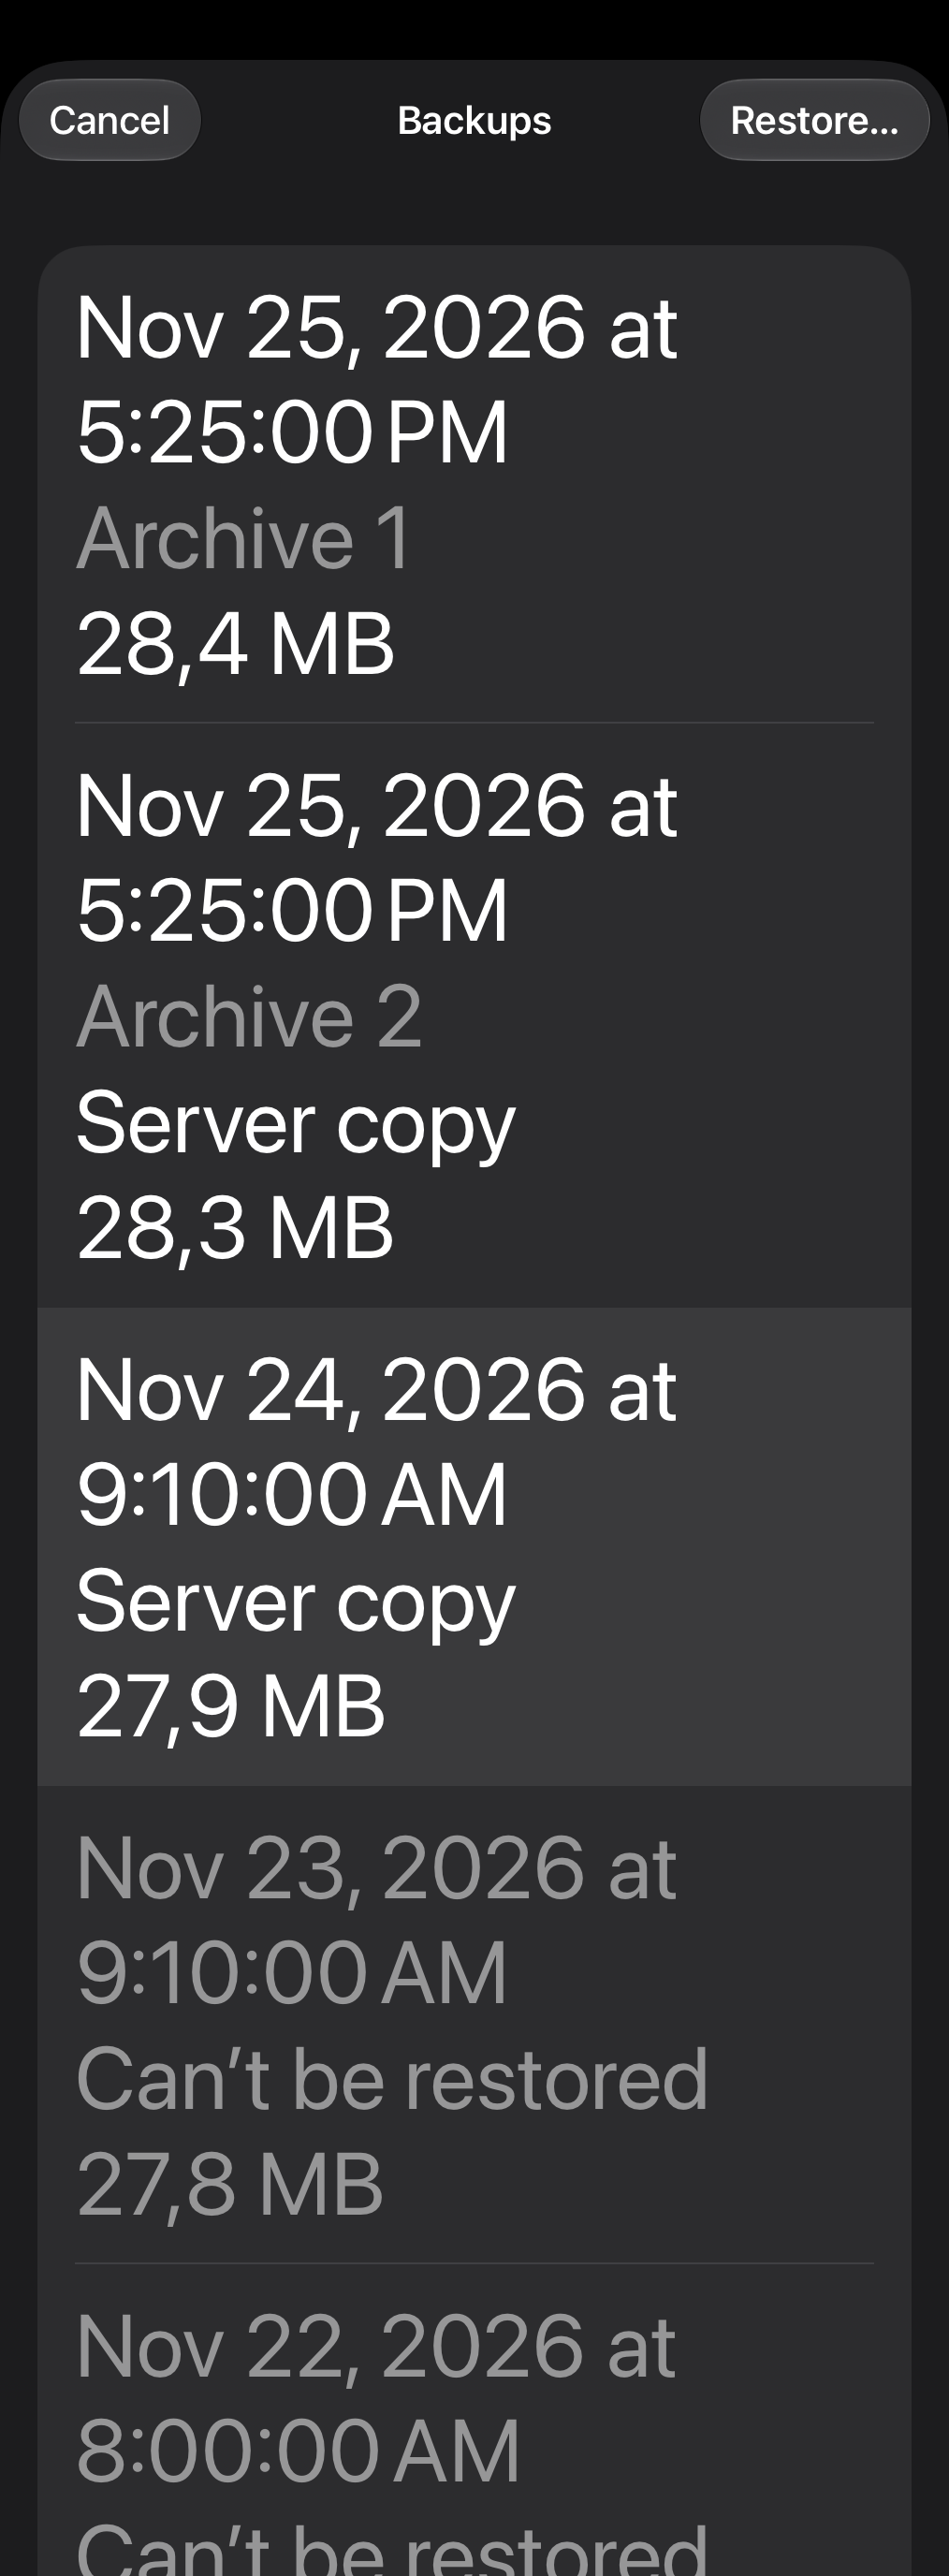 Cancel
Backups
Restore...
Nov 25, 2026 at
5:25:00 PM
Archive 1
28,4 MB
Nov 25, 2026 at
5:25:00 PM
Archive 2
Server copy
28,3 MB
Nov 24, 2026 at
9:10:00 AM
Server copy
27,9 MB
Nov 23, 2026 at
9:10:00 AM
Can’t be restored
27,8 MB
Nov 22, 2026 at
8:00:00 AM
Can’t be restored